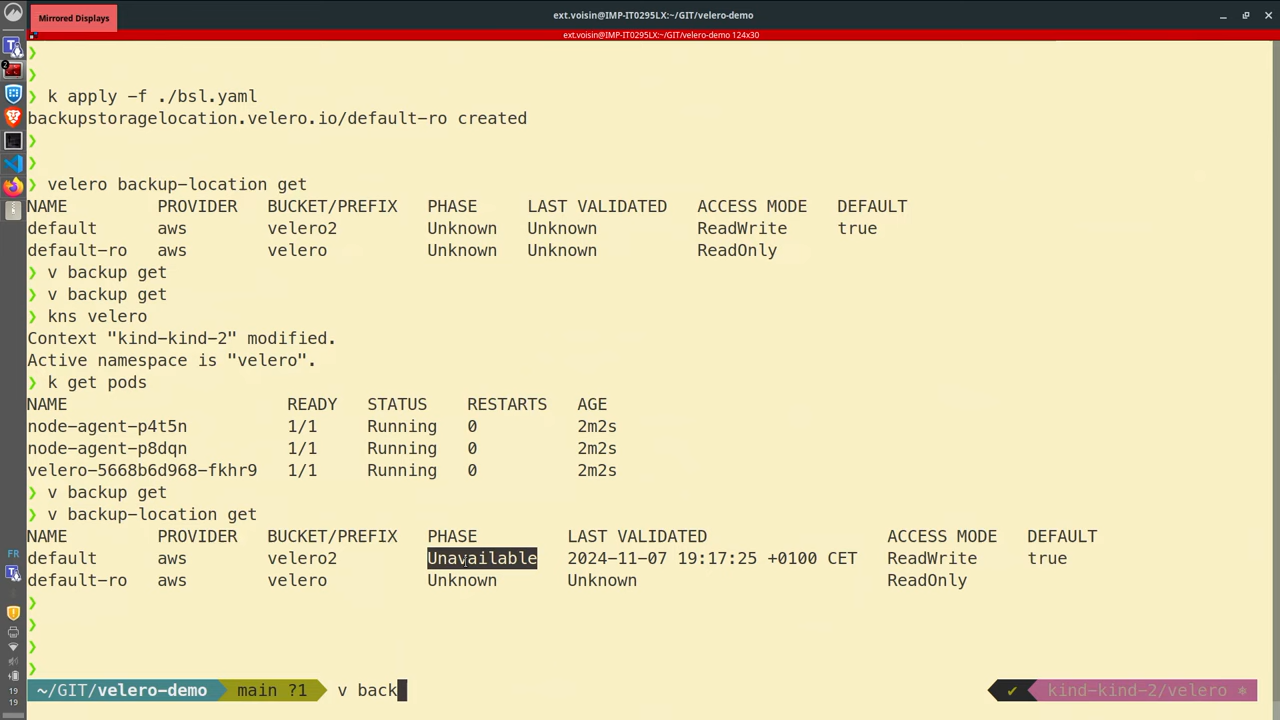 Mirrored Displays
ext.voisin@IMP-IT0295LX:~/GIT/velero-demo
ext.voisin@IMP-IT0295LX:~/GIT/velero-demo 124x30
❯
❯
❯ k apply -f ./bsl.yaml
backupstoragelocation.velero.io/default-ro created
❯
❯
❯ velero backup-location get
NAME PROVIDER BUCKET/PREFIX PHASE LAST VALIDATED ACCESS MODE DEFAULT
default aws velero2 Unknown Unknown ReadWrite true
default-ro aws velero Unknown Unknown ReadOnly
❯ v backup get
❯ v backup get
❯ kns velero
Context "kind-kind-2" modified.
Active namespace is "velero".
❯ k get pods
NAME READY STATUS RESTARTS AGE
node-agent-p4t5n 1/1 Running 0 2m2s
node-agent-p8dqn 1/1 Running 0 2m2s
velero-5668b6d968-fkhr9 1/1 Running 0 2m2s
❯ v backup get
❯ v backup-location get
NAME PROVIDER BUCKET/PREFIX PHASE LAST VALIDATED ACCESS MODE DEFAULT
default aws velero2 Unavailable 2024-11-07 19:17:25 +0100 CET ReadWrite true
default-ro aws velero Unknown Unknown ReadOnly
❯
❯
❯
❯
~/GIT/velero-demo main ?1 v back ✔ kind-kind-2/velero ⎈
2
FR
19
19